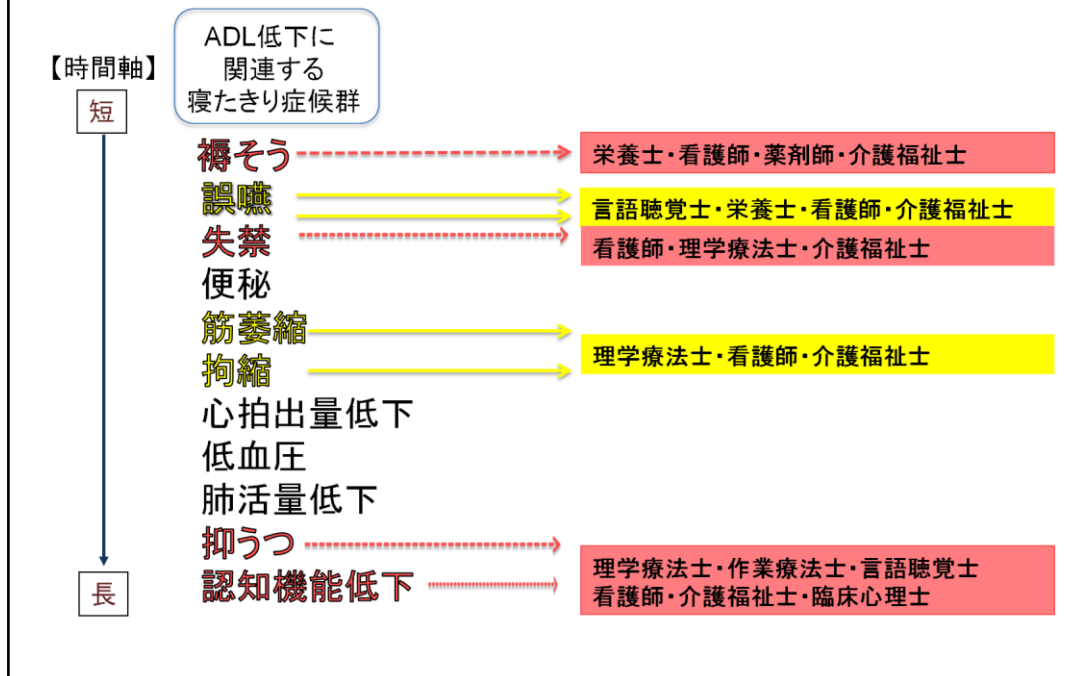 ADL低下に
関連する
寝たきり症候群
【時間軸】
短
褥そう
栄養士・看護師・薬剤師・介護福祉士
誤嚥
言語聴覚士・栄養士・看護師・介護福祉士
失禁
看護師・理学療法士・介護福祉士
便秘
筋萎縮
拘縮
理学療法士・看護師・介護福祉士
心拍出量低下
低血圧
肺活量低下
抑うつ
認知機能低下
理学療法士・作業療法士・言語聴覚士
看護師・介護福祉士・臨床心理士
長